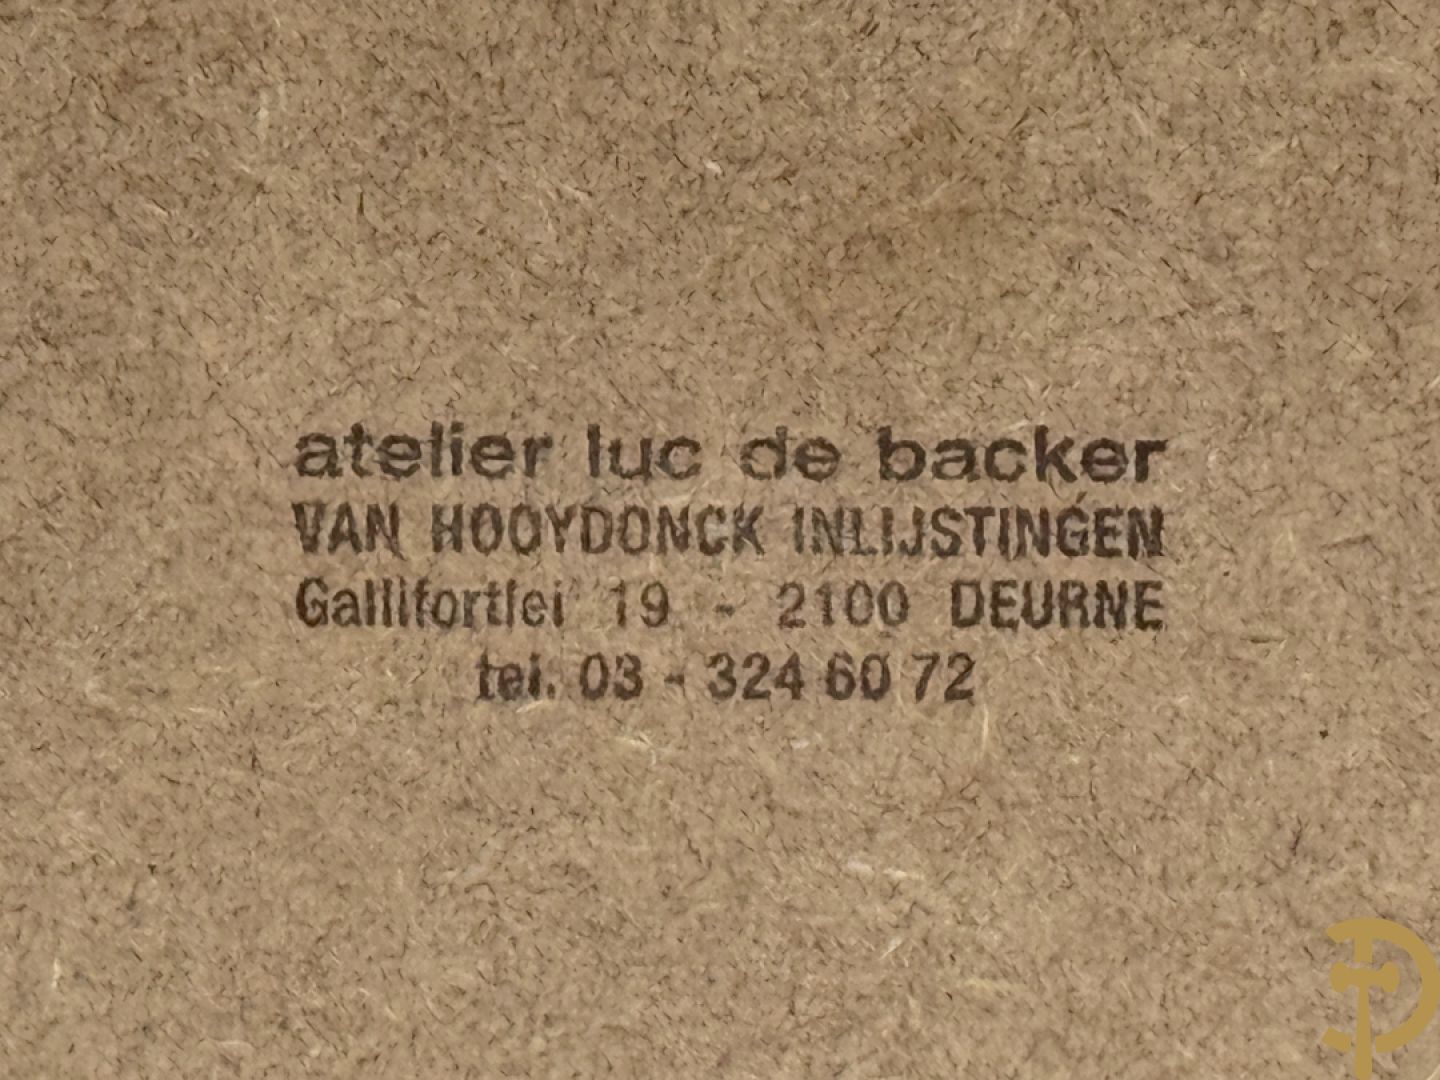 atelier luc de backer
VAN HOOYDONCK INLIJSTINGEN
Gallifortlei 19 - 2100 DEURNE
tel. 03 - 324 60 72